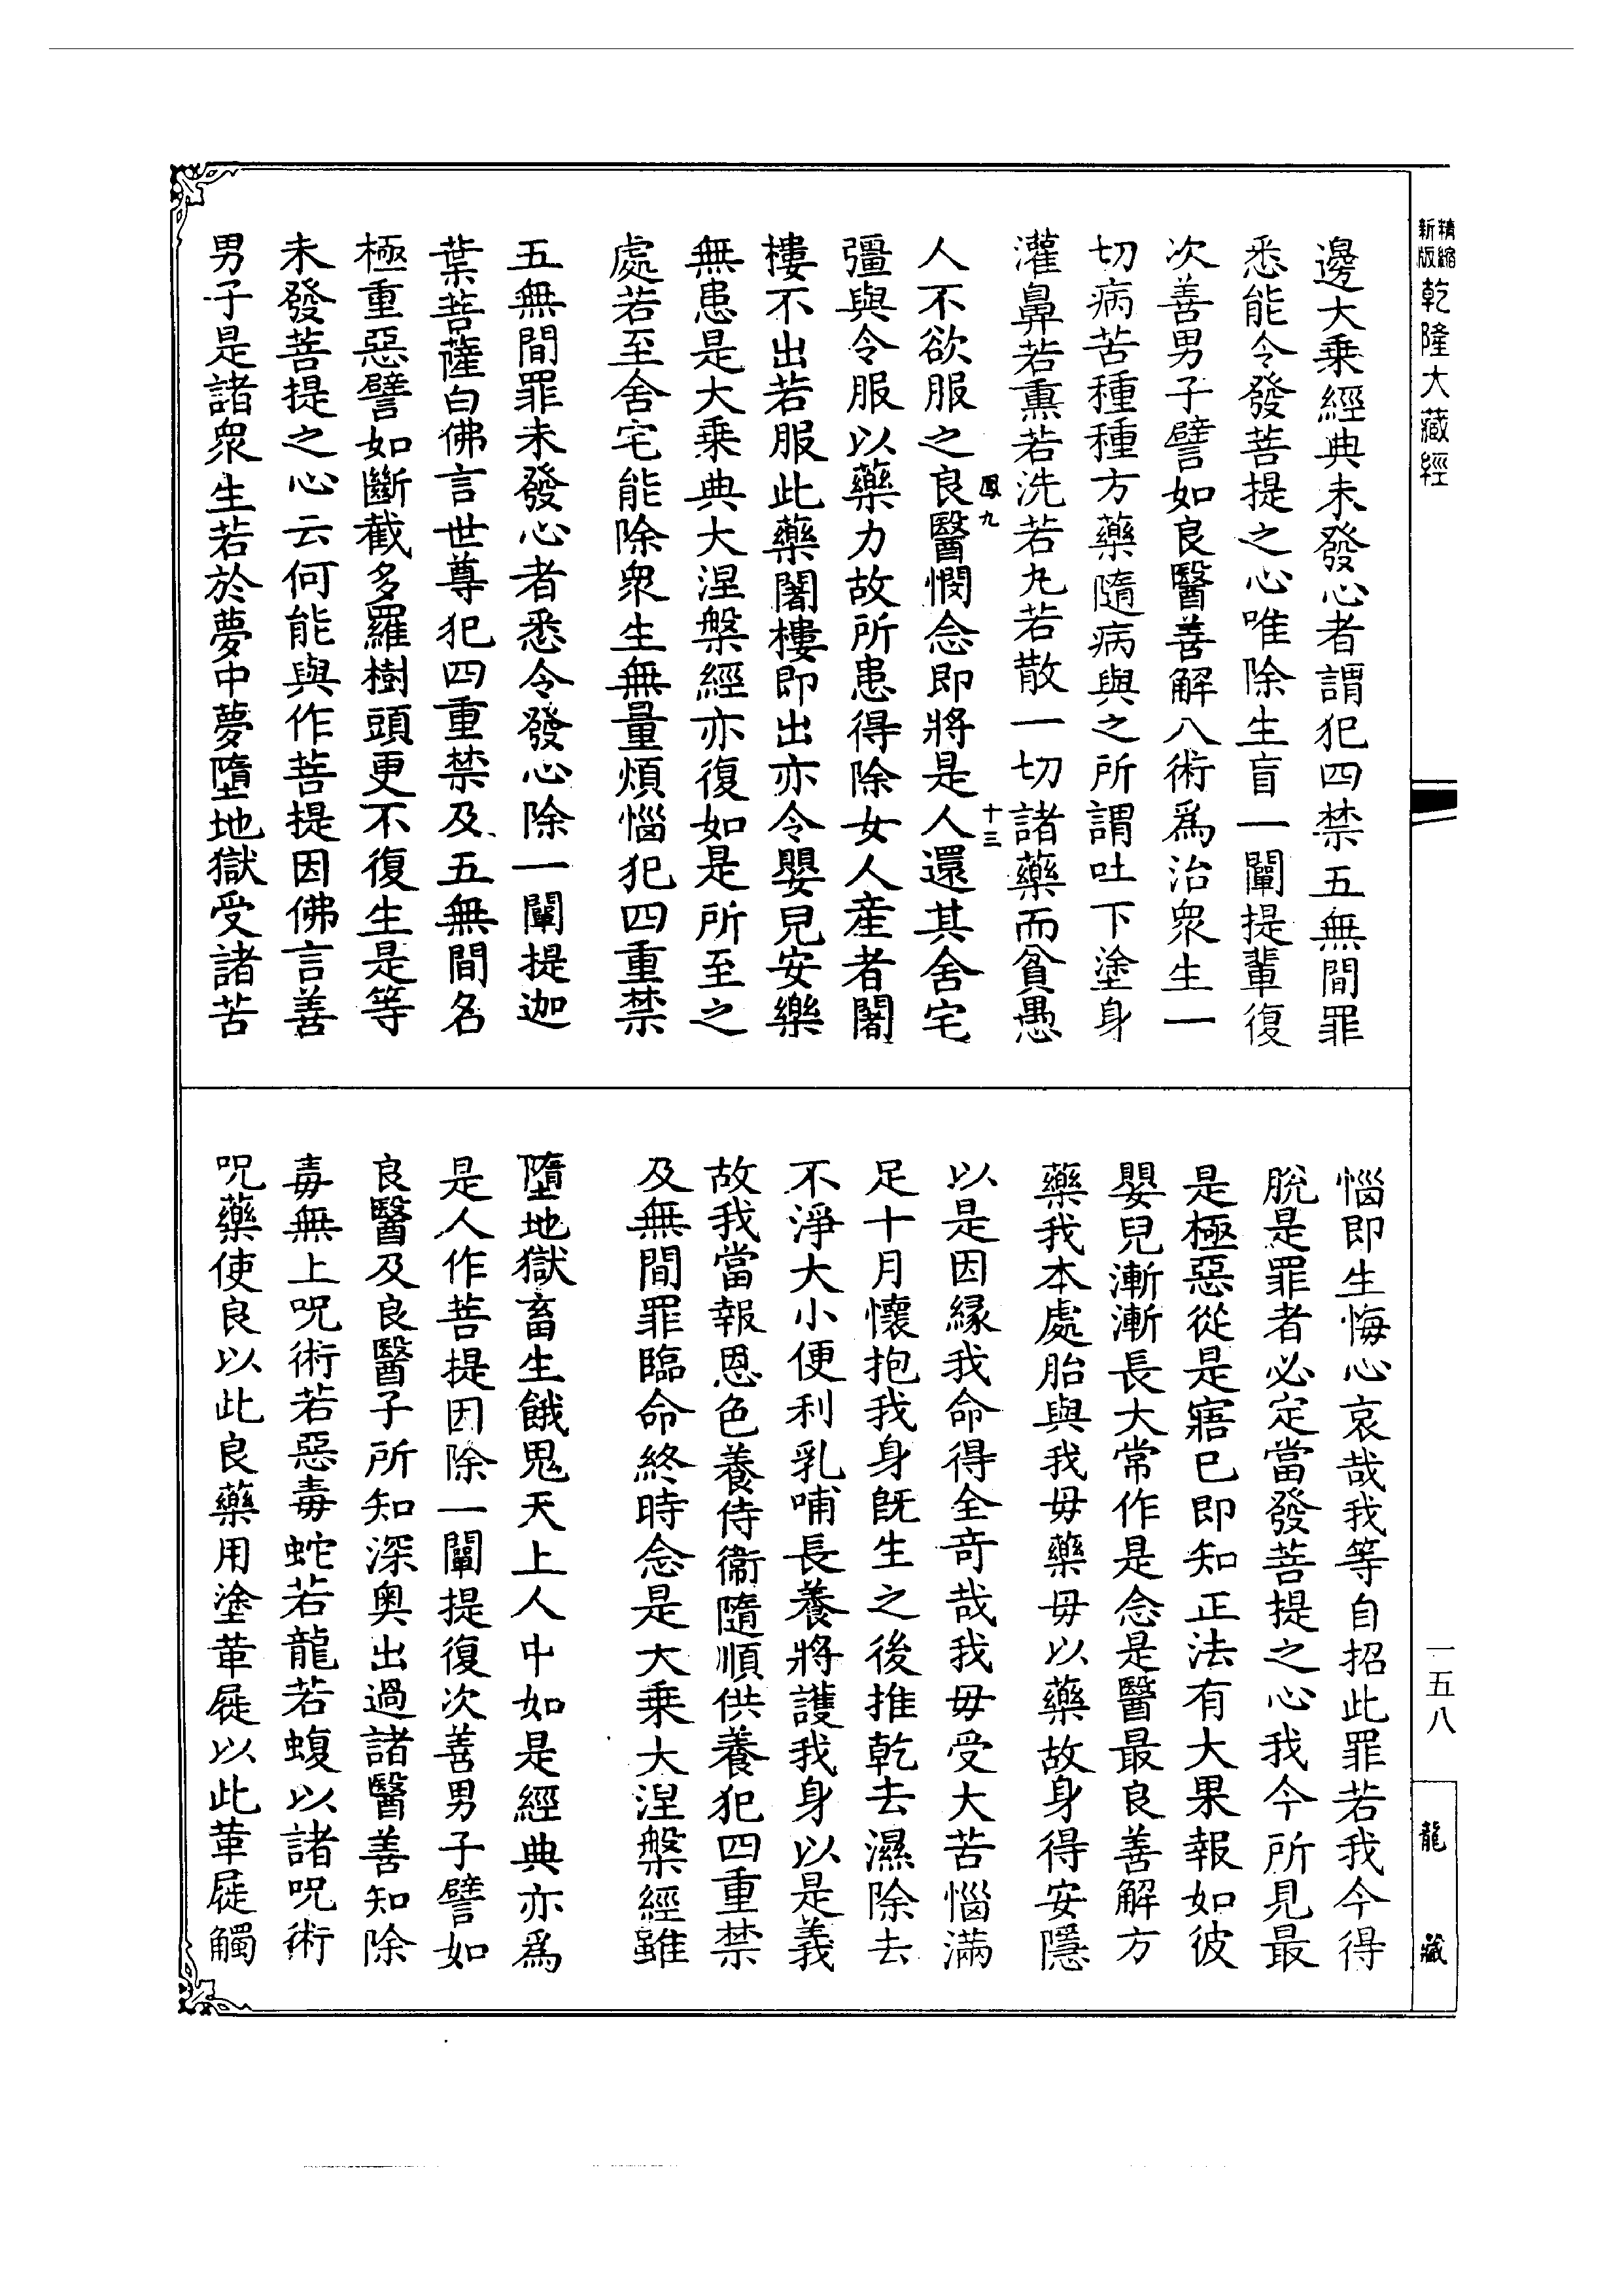 精縮
新版
乾隆大藏經
邊大乘經典未發心者謂犯四禁五無間罪
悉能令發菩提之心唯除生盲一闡提輩復
次善男子譬如良醫善解八術爲治衆生一
切病苦種種方藥隨病與之所謂吐下塗身
灌鼻若熏若洗若丸若散一切諸藥而貧愚
鳳九
十三
人不欲服之良醫憫念即將是人還其舍宅
彊與令服以藥力故所患得除女人産者闍
樓不出若服此藥闍樓即出亦令嬰兒安樂
無患是大乘典大涅槃經亦復如是所至之
處若至舍宅能除衆生無量煩惱犯四重禁
五無間罪未發心者悉令發心除一闡提迦
葉菩薩白佛言世尊犯四重禁及五無間名
極重惡譬如斷截多羅樹頭更不復生是等
未發菩提之心云何能與作菩提因佛言善
男子是諸衆生若於夢中夢墮地獄受諸苦
惱即生悔心哀哉我等自招此罪若我今得
脫是罪者必定當發菩提之心我今所見最
是極惡從是寤已即知正法有大果報如彼
嬰兒漸漸長大常作是念是醫最良善解方
藥我本處胎與我母藥母以藥故身得安隱
以是因緣我命得全奇哉我母受大苦惱滿
足十月懷抱我身既生之後推乾去濕除去
不淨大小便利乳哺長養將護我身以是義
故我當報恩色養侍衞隨順供養犯四重禁
及無間罪臨命終時念是大乘大涅槃經雖
墮地獄畜生餓鬼天上人中如是經典亦爲
是人作菩提因除一闡提復次善男子譬如
良醫及良醫子所知深奥出過諸醫善知除
毒無上呪術若惡毒蛇若龍若蝮以諸呪術
呪藥使良以此良藥用塗革屣以此革屣觸
一五八
龍藏